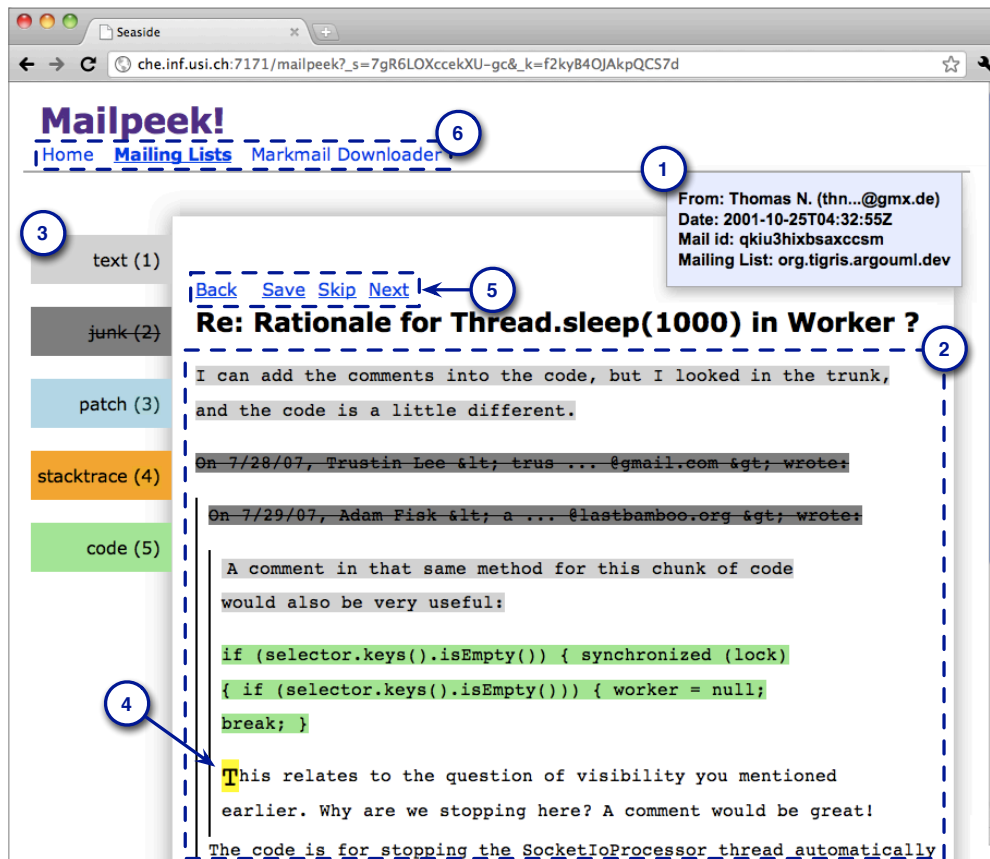 Seaside
che.inf.usi.ch:7171/mailpeek?_s=7gR6LOXccekXU-gc&_k=f2kyB4OJAkpQCS7d
Mailpeek!
6
Home Mailing Lists Markmail Downloader
1
From: Thomas N. (thn...@gmx.de)
Date: 2001-10-25T04:32:55Z
Mail id: qkiu3hixbsaxccsm
Mailing List: org.tigris.argouml.dev
3
text (1)
junk (2)
patch (3)
stacktrace (4)
code (5)
Back Save Skip Next
5
Re: Rationale for Thread.sleep(1000) in Worker ?
2
I can add the comments into the code, but I looked in the trunk,
and the code is a little different.
On 7/28/07, Trustin Lee &lt; trus ... @gmail.com &gt; wrote:
On 7/29/07, Adam Fisk &lt; a ... @lastbamboo.org &gt; wrote:
A comment in that same method for this chunk of code
would also be very useful:
if (selector.keys().isEmpty()) { synchronized (lock)
{ if (selector.keys().isEmpty())) { worker = null;
break; }
4
This relates to the question of visibility you mentioned
earlier. Why are we stopping here? A comment would be great!
The code is for stopping the SocketIoProcessor thread automatically